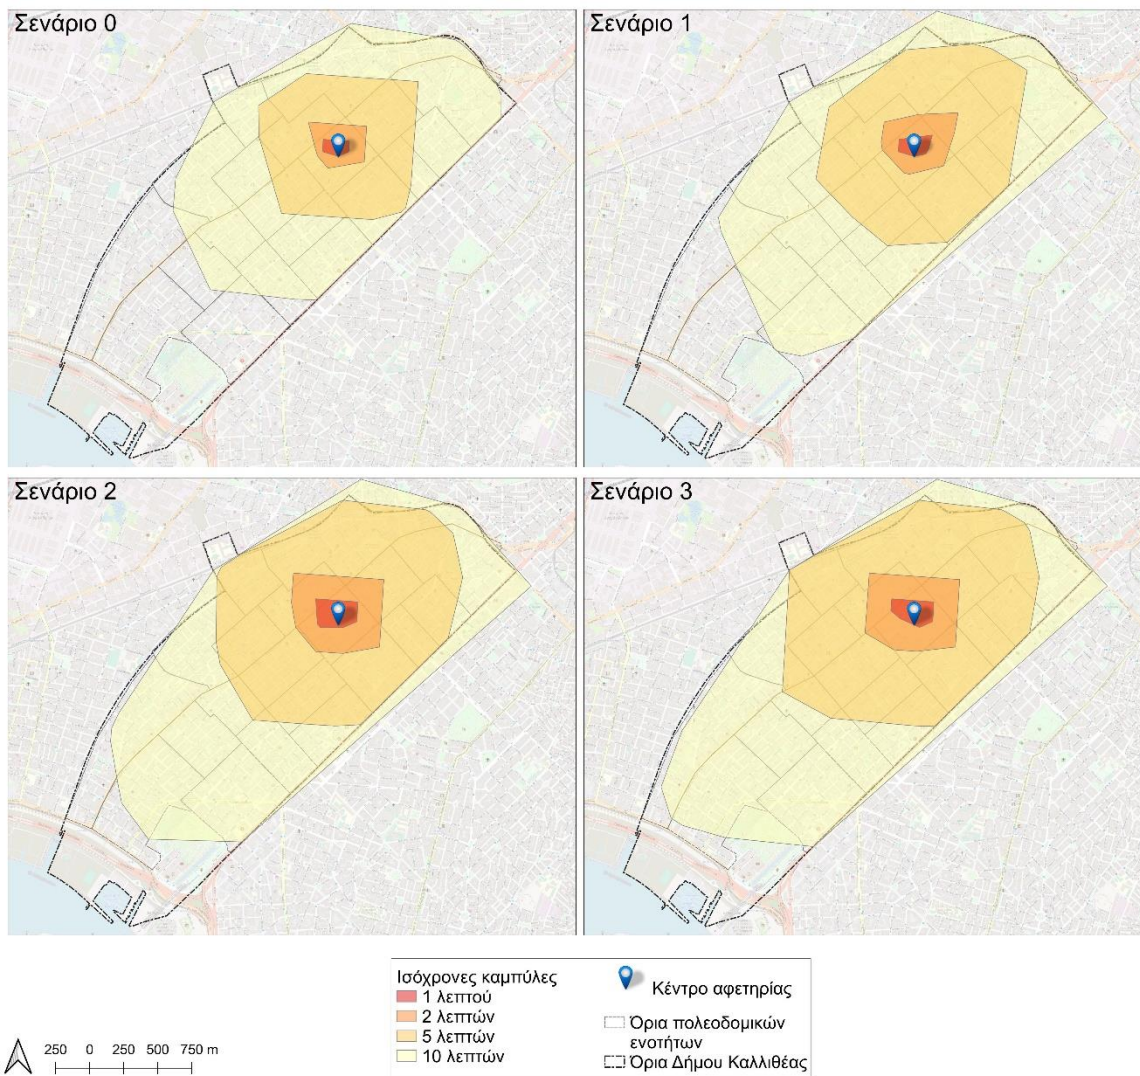 Σενάριο 0
Σενάριο 1
Σενάριο 2
Σενάριο 3
Ισόχρονες καμπύλες
1 λεπτού
2 λεπτών
5 λεπτών
10 λεπτών
Κέντρο αφετηρίας
Όρια πολεοδομικών
ενοτήτων
Όρια Δήμου Καλλιθέας
250 0 250 500 750 m